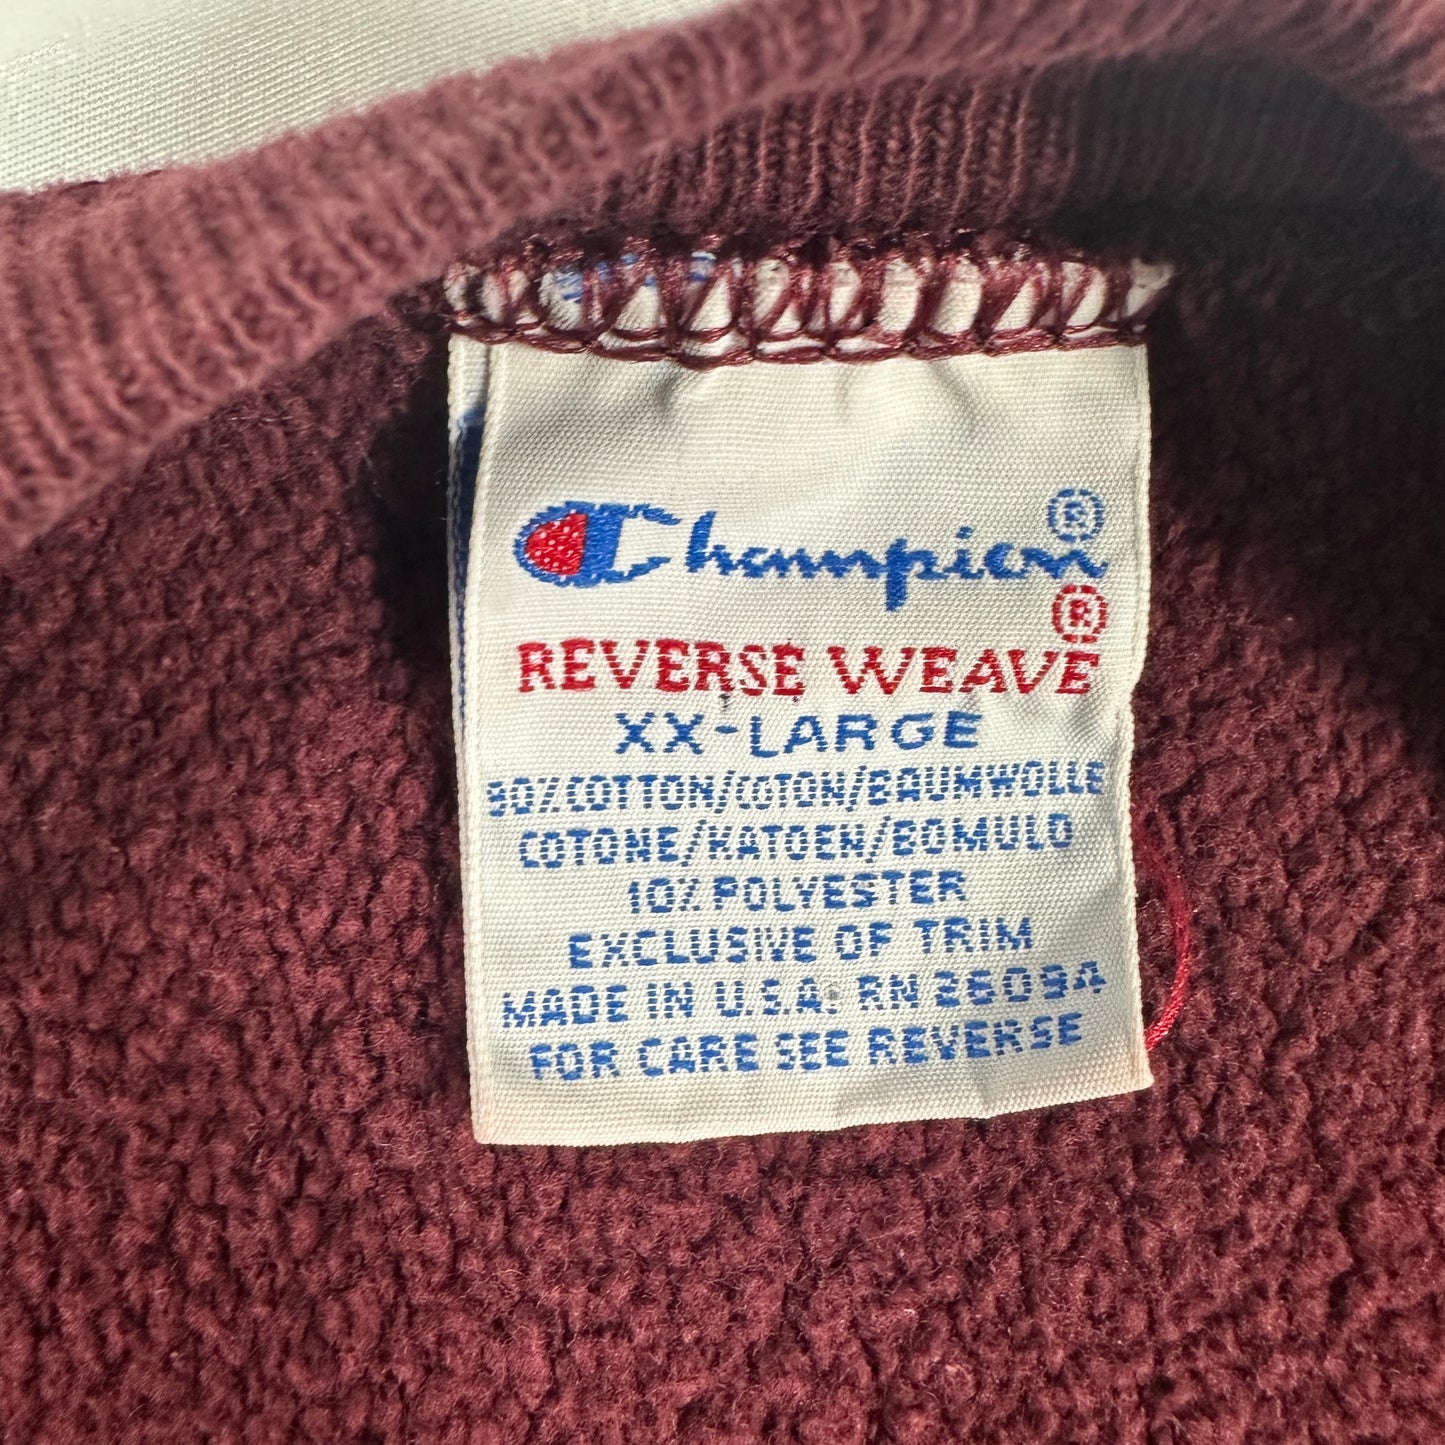 Champion®
REVERSE WEAVE®
XX-LARGE
90% COTTON/COTON/BAUMWOLLE
COTONE/KATOEN/BOMULD
10% POLYESTER
EXCLUSIVE OF TRIM
MADE IN U.S.A. RN 26094
FOR CARE SEE REVERSE